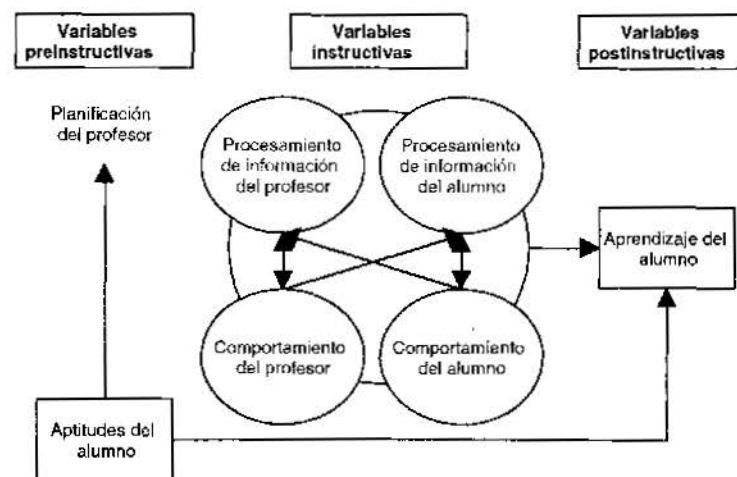 Variables
preinstructivas
Variables
instructivas
Variables
postinstructivas
Planificación
del profesor
Procesamiento
de información
del profesor
Procesamiento
de información
del alumno
Aprendizaje del
alumno
Comportamiento
del profesor
Comportamiento
del alumno
Aptitudes del
alumno